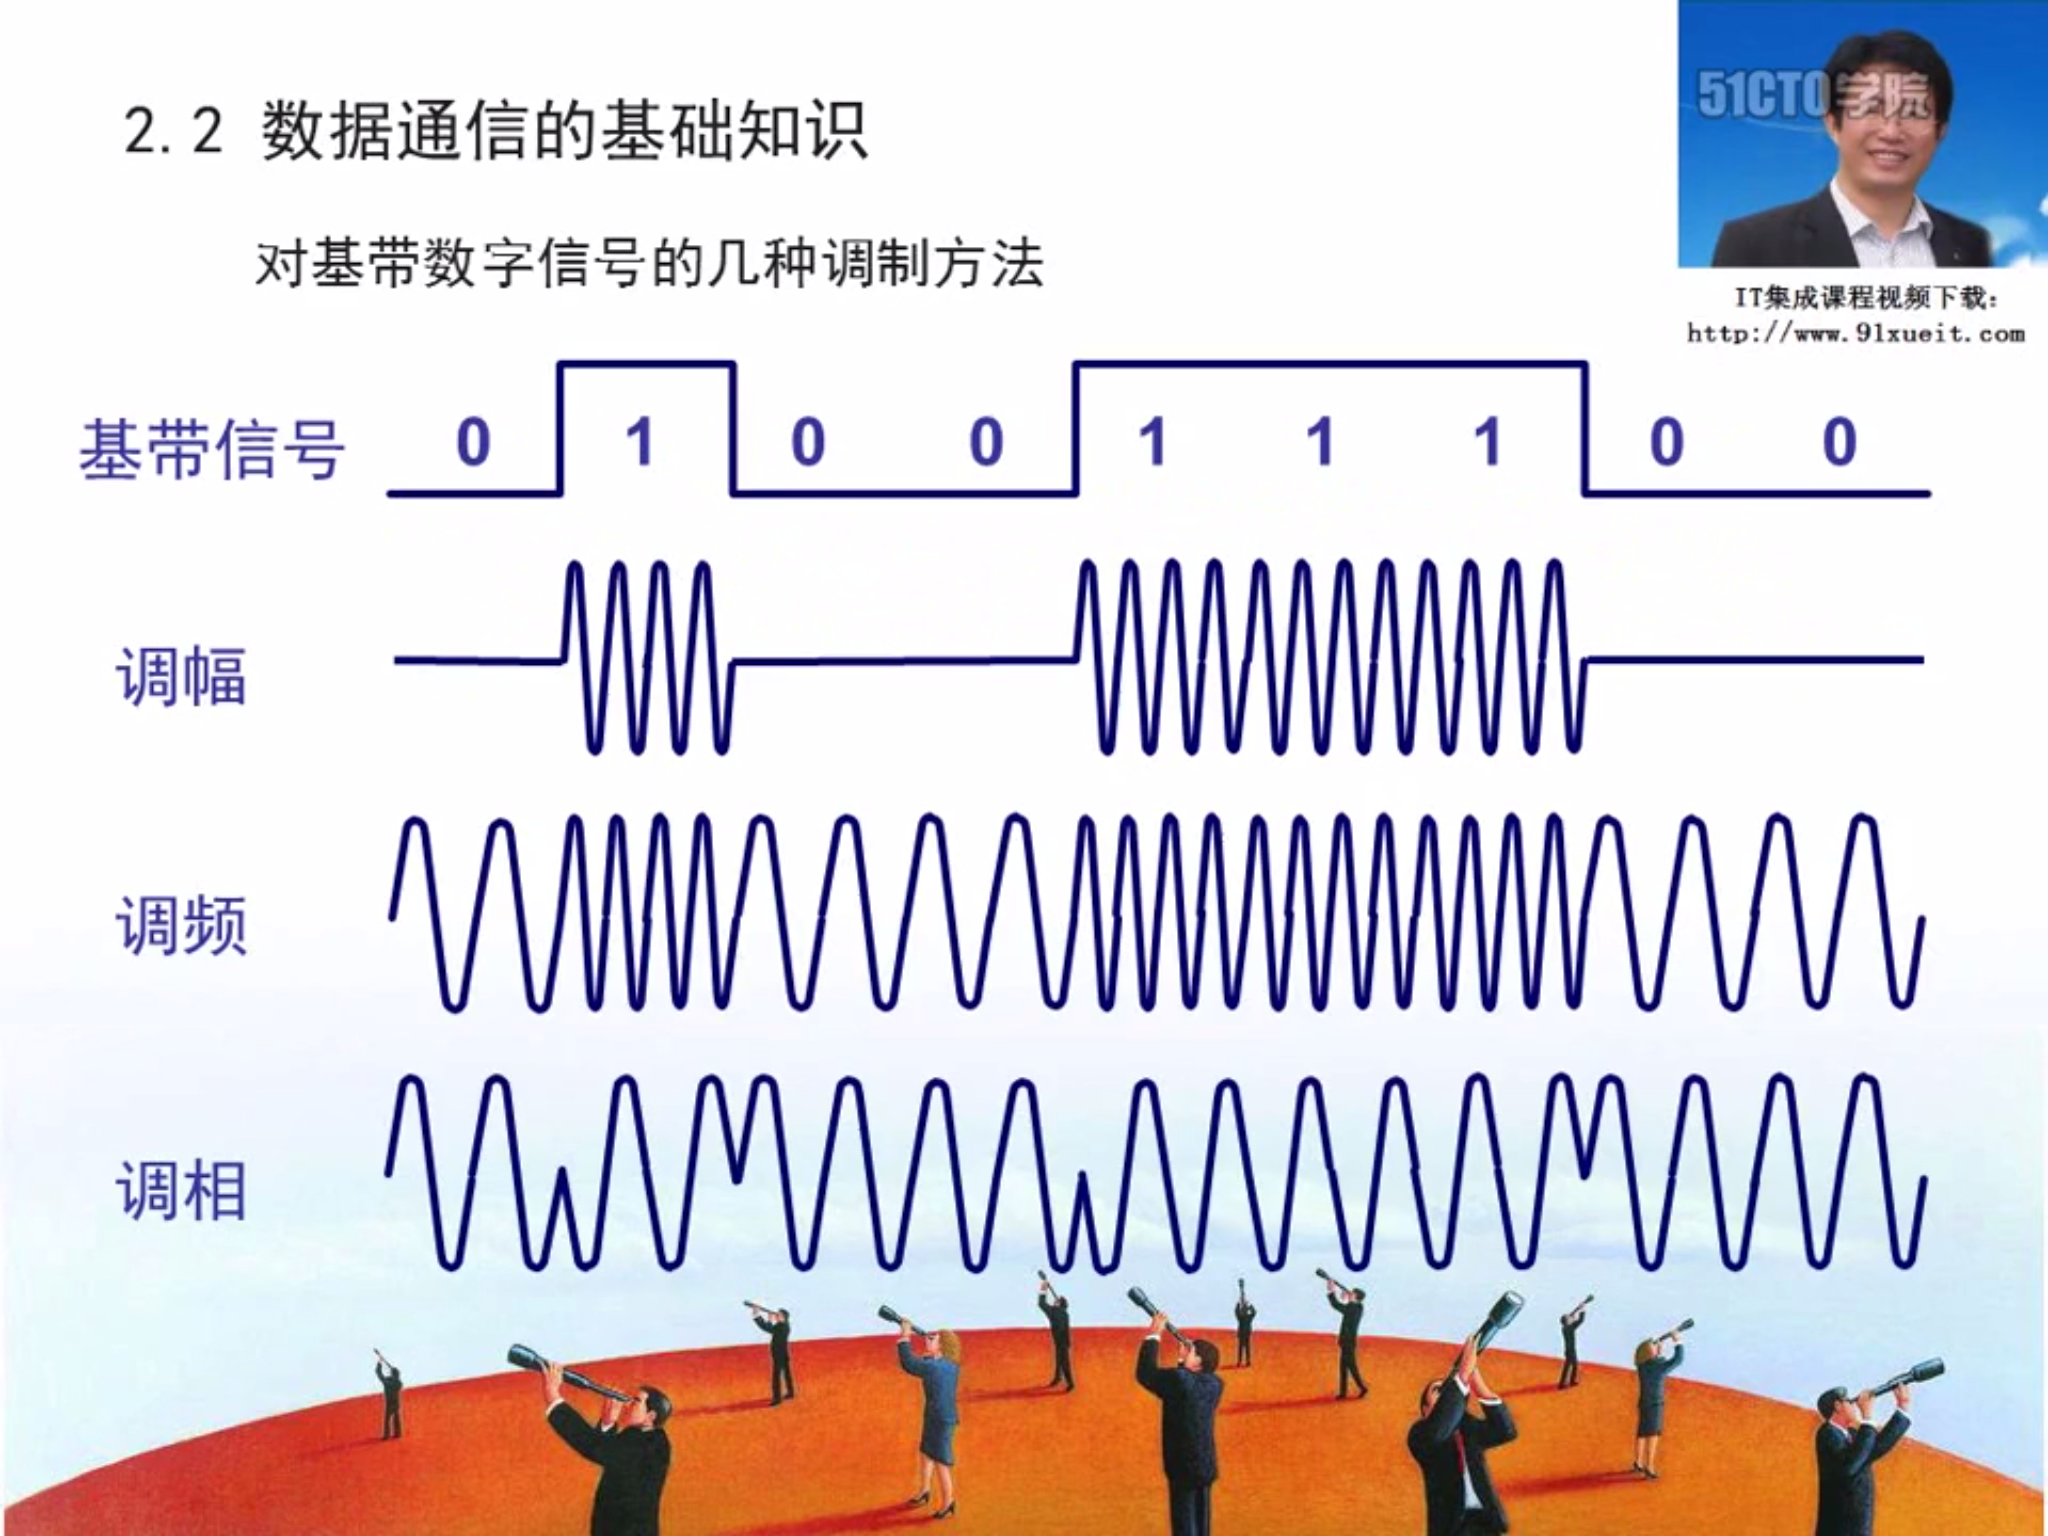 2.2 数据通信的基础知识
51CTO学院
对基带数字信号的几种调制方法
IT集成课程视频下载:
http://www.91xueit.com
基带信号 0 1 0 0 1 1 1 0 0
调幅
调频
调相